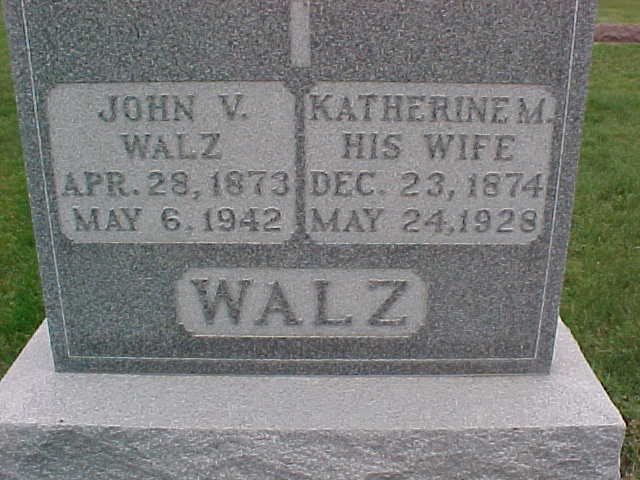 JOHN V.
WALZ
APR. 28, 1873
MAY 6, 1942
KATHERINE M.
HIS WIFE
DEC. 23, 1874
MAY 24, 1928
WALZ